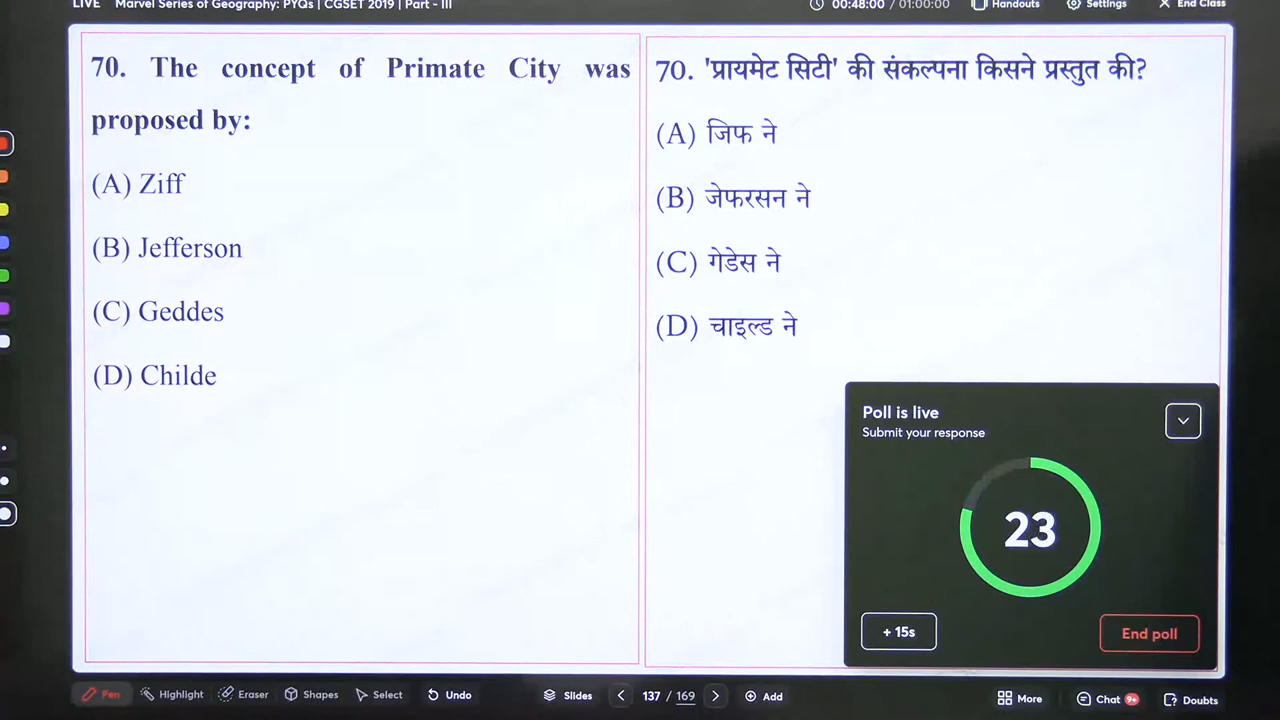 LIVE Marvel Series of Geography: PYQs | CGSET 2019 | Part - III 00:48:00 / 01:00:00 Handouts Settings End Class
70. The concept of Primate City was
proposed by:
(A) Ziff
(B) Jefferson
(C) Geddes
(D) Childe
70. 'प्रायमेट सिटी' की संकल्पना किसने प्रस्तुत की?
(A) जिफ ने
(B) जेफरसन ने
(C) गेडेस ने
(D) चाइल्ड ने
Poll is live
Submit your response
23
+ 15s End poll
Pen Highlight Eraser Shapes Select Undo Slides 137 / 169 Add More Chat 9+ Doubts